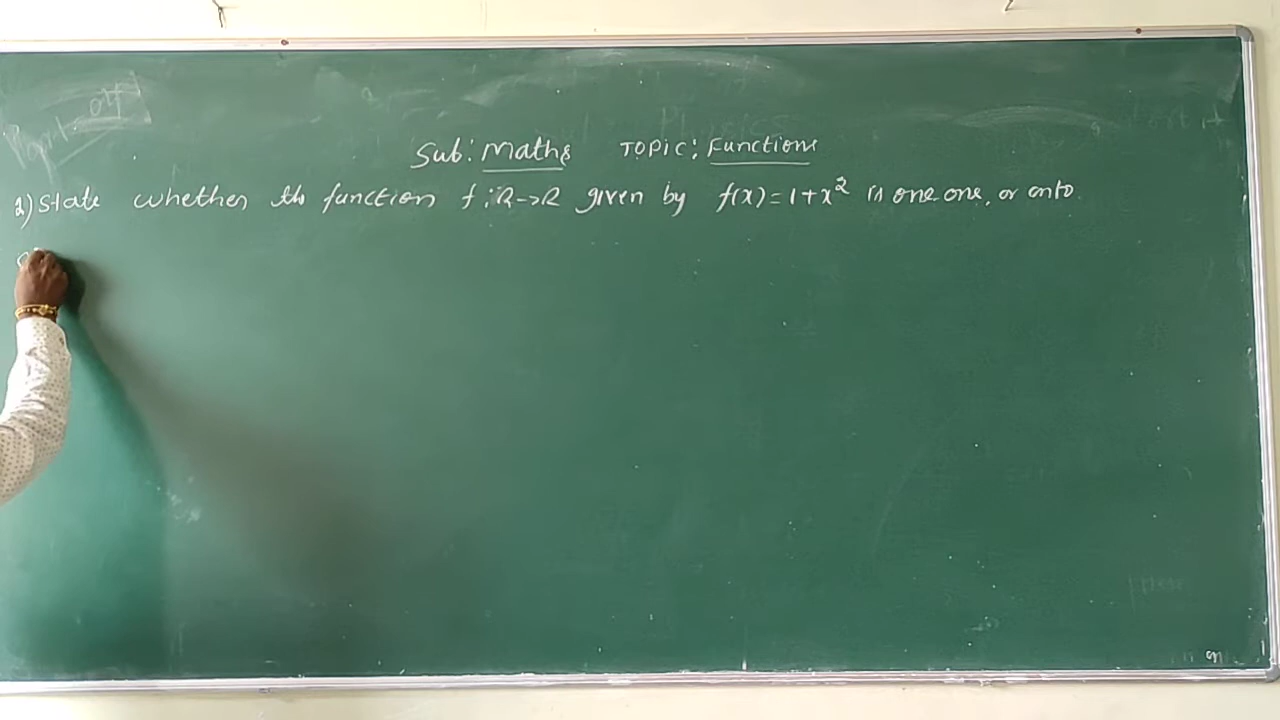 Sub: Maths TOPIC: Functions
2) State whether the function f: R→R given by f(x)=1+x² is one one, or onto.